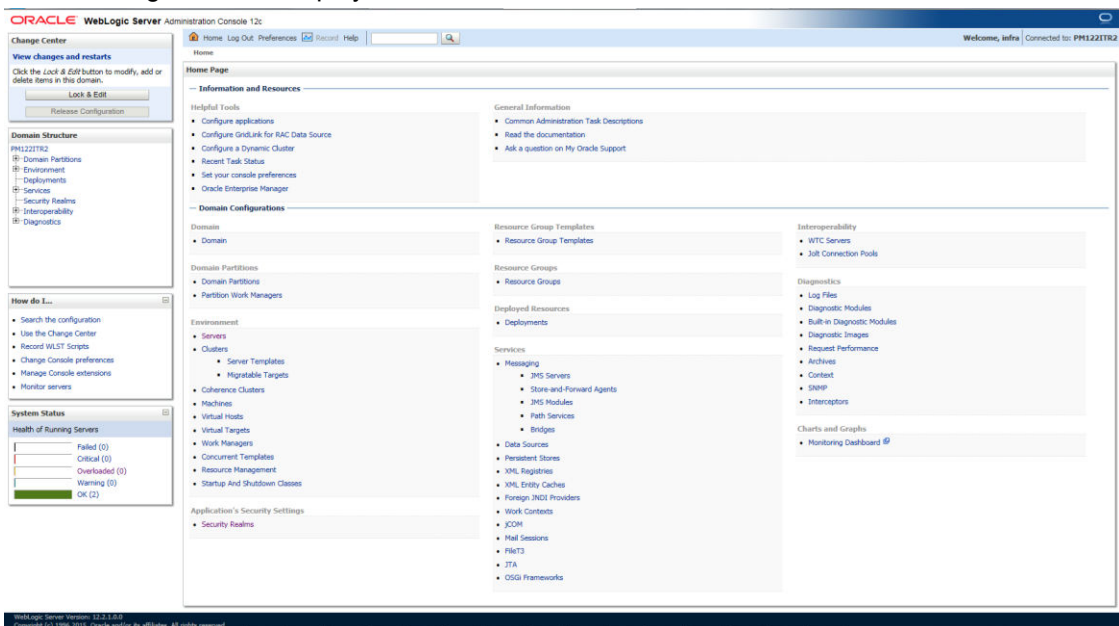 ORACLE WebLogic Server Administration Console 12c
Change Center
View changes and restarts
Click the Lock & Edit button to modify, add or
delete items in this domain.
Lock & Edit
Release Configuration
Domain Structure
PM122ITR2
Domain Partitions
Environment
Deployments
Services
Security Realms
Interoperability
Diagnostics
How do I...
Search the configuration
Use the Change Center
Record WLST Scripts
Change Console preferences
Manage Console extensions
Monitor servers
System Status
Health of Running Servers
Failed (0)
Critical (0)
Overloaded (0)
Warning (0)
OK (2)
Home Log Out Preferences Record Help
Welcome, infra Connected to: PM122ITR2
Home
Home Page
Information and Resources
Helpful Tools
Configure applications
Configure GridLink for RAC Data Source
Configure a Dynamic Cluster
Recent Task Status
Set your console preferences
Oracle Enterprise Manager
General Information
Common Administration Task Descriptions
Read the documentation
Ask a question on My Oracle Support
Domain Configurations
Domain
Domain
Domain Partitions
Domain Partitions
Partition Work Managers
Environment
Servers
Clusters
Server Templates
Migratable Targets
Coherence Clusters
Machines
Virtual Hosts
Virtual Targets
Work Managers
Concurrent Templates
Resource Management
Startup And Shutdown Classes
Application's Security Settings
Security Realms
Resource Group Templates
Resource Group Templates
Resource Groups
Resource Groups
Deployed Resources
Deployments
Services
Messaging
JMS Servers
Store-and-Forward Agents
JMS Modules
Path Services
Bridges
Data Sources
Persistent Stores
XML Registries
XML Entity Caches
Foreign JNDI Providers
Work Contexts
jCOM
Mail Sessions
FileT3
JTA
OSGi Frameworks
Interoperability
WTC Servers
Jolt Connection Pools
Diagnostics
Log Files
Diagnostic Modules
Built-in Diagnostic Modules
Diagnostic Images
Request Performance
Archives
Context
SNMP
Interceptors
Charts and Graphs
Monitoring Dashboard
WebLogic Server Version: 12.2.1.0.0